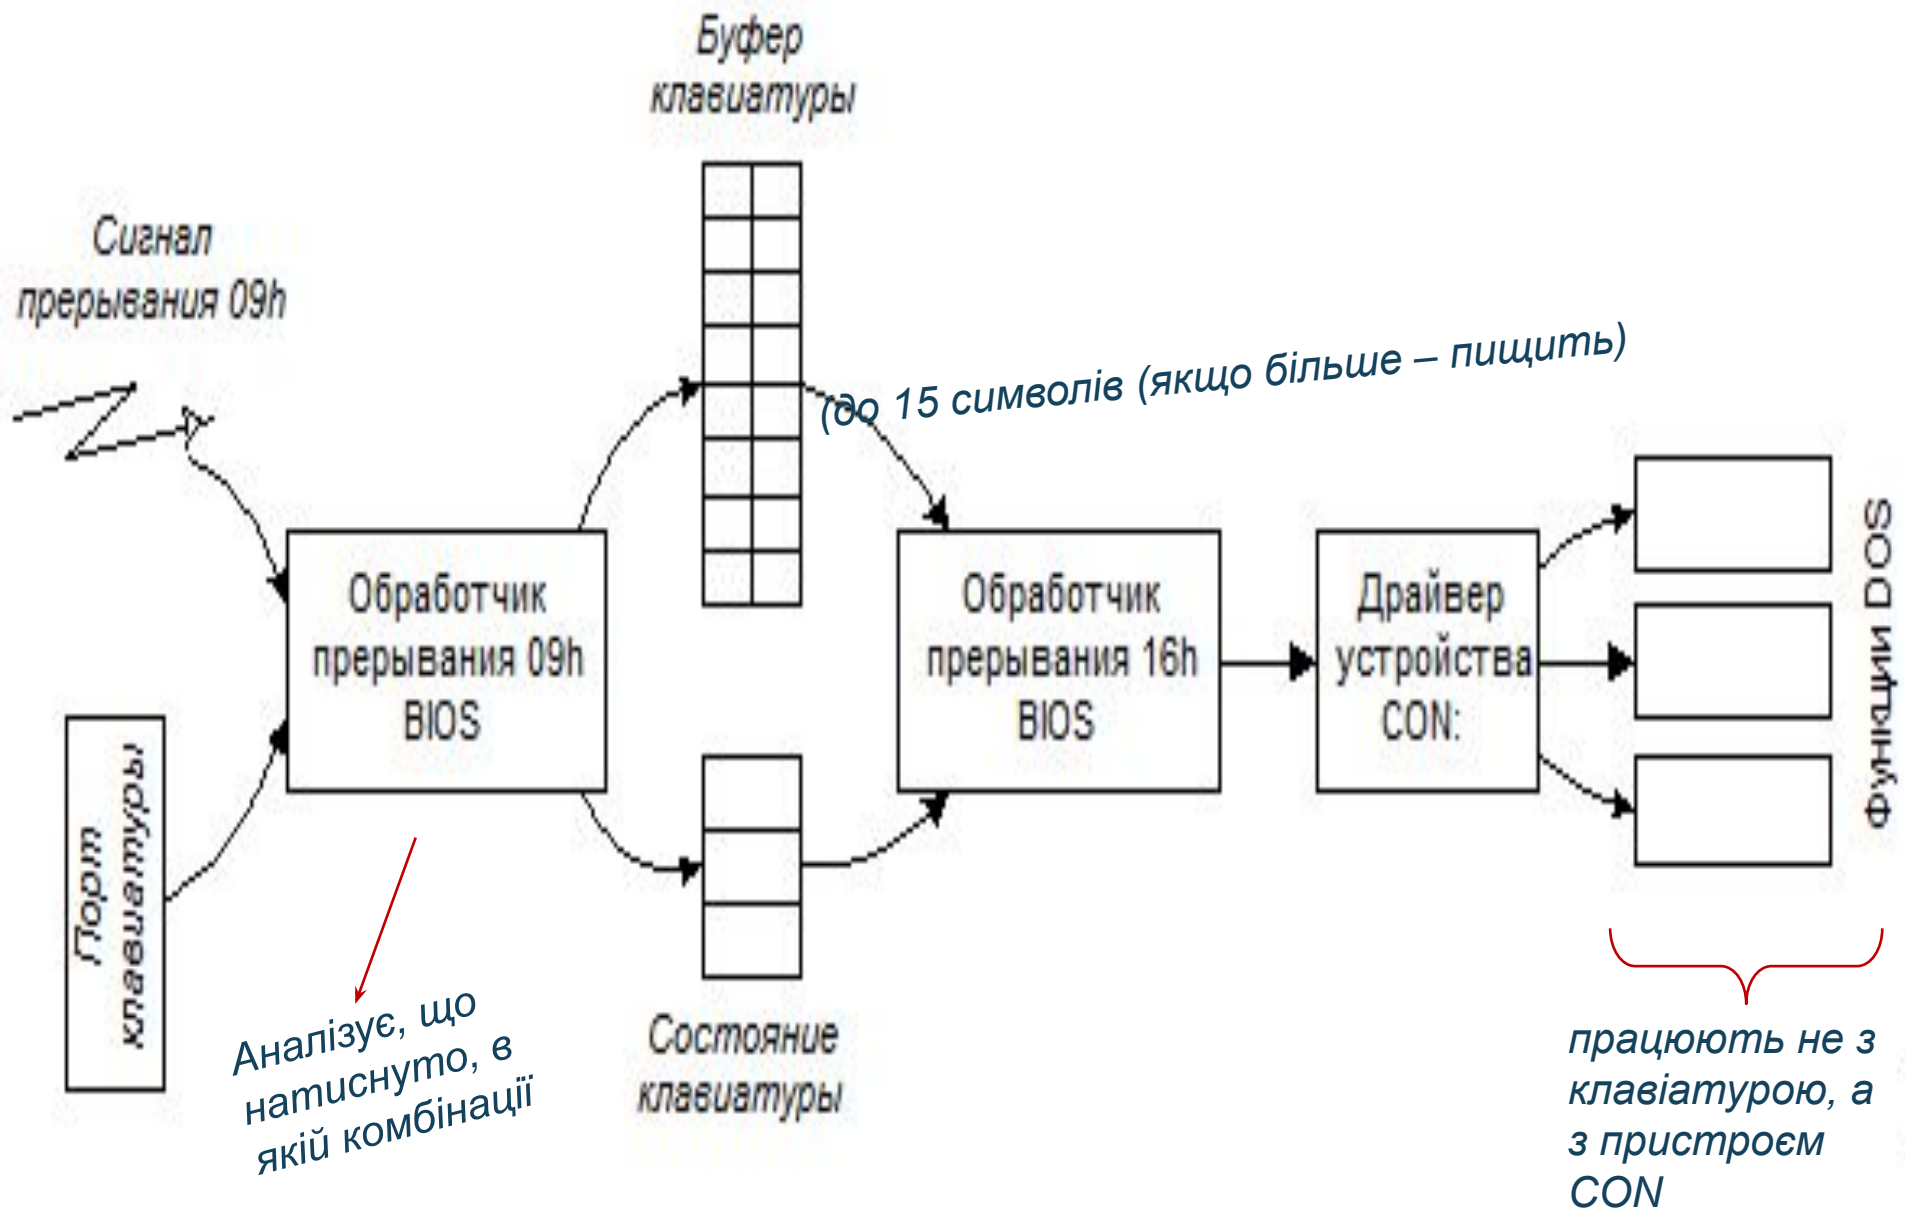 Буфер
клавиатуры
Сигнал
прерывания 09h
(до 15 символів (якщо більше – пищить)
Обработчик
прерывания 09h
BIOS
Обработчик
прерывания 16h
BIOS
Драйвер
устройства
CON:
Функции DOS
Порт
клавиатуры
Аналізує, що
натиснуто, в
якій комбінації
Состояние
клавиатуры
працюють не з
клавіатурою, а
з пристроєм
CON